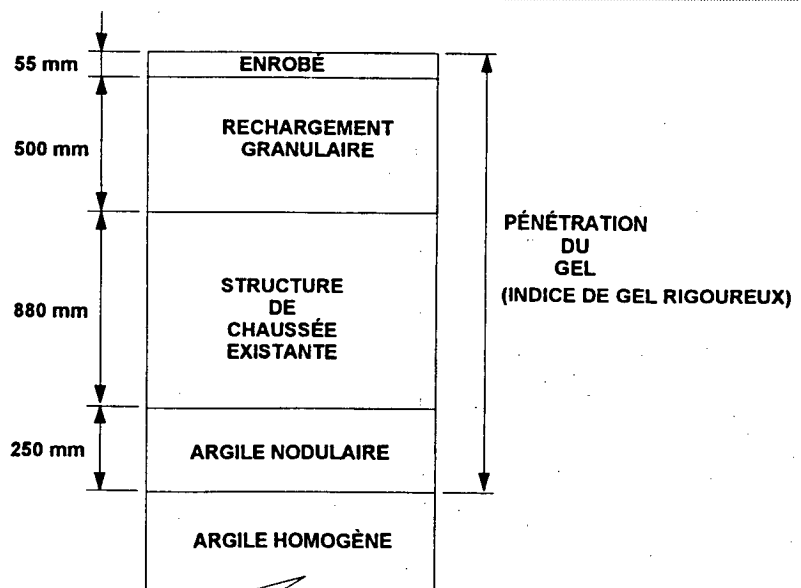 55 mm
ENROBÉ
500 mm
RECHARGEMENT
GRANULAIRE
PÉNÉTRATION
DU
GEL
(INDICE DE GEL RIGOUREUX)
880 mm
STRUCTURE
DE
CHAUSSÉE
EXISTANTE
250 mm
ARGILE NODULAIRE
ARGILE HOMOGÈNE